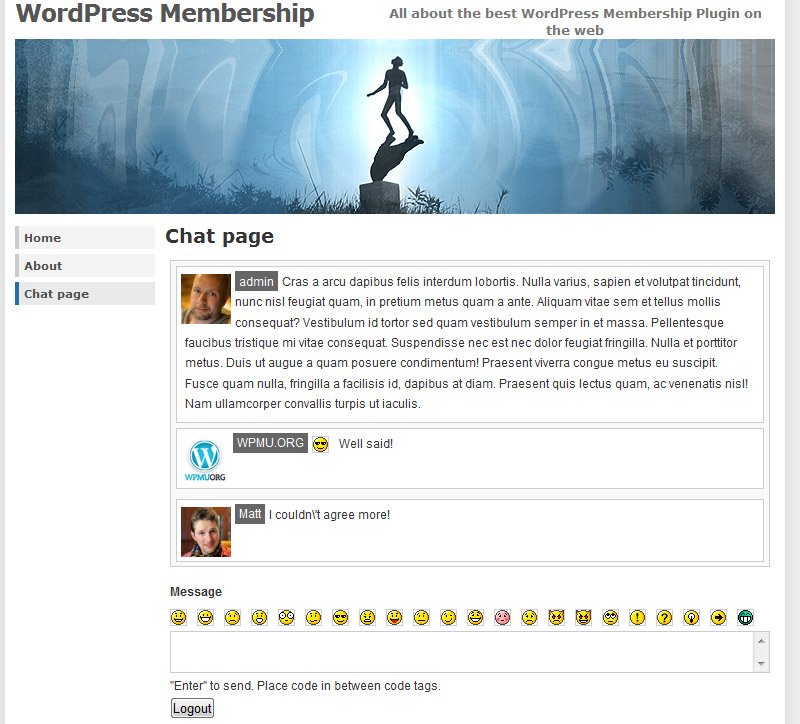 WordPress Membership
All about the best WordPress Membership Plugin on
the web
Home
About
Chat page
Chat page
admin Cras a arcu dapibus felis interdum lobortis. Nulla varius, sapien et volutpat tincidunt,
nunc nisl feugiat quam, in pretium metus quam a ante. Aliquam vitae sem et tellus mollis
consequat? Vestibulum id tortor sed quam vestibulum semper in et massa. Pellentesque
faucibus tristique mi vitae consequat. Suspendisse nec est nec dolor feugiat fringilla. Nulla et porttitor
metus. Duis ut augue a quam posuere condimentum! Praesent viverra congue metus eu suscipit.
Fusce quam nulla, fringilla a facilisis id, dapibus at diam. Praesent quis lectus quam, ac venenatis nisl!
Nam ullamcorper convallis turpis ut iaculis.
WPMUORG
WPMU.ORG Well said!
Matt I couldn\'t agree more!
Message
"Enter" to send. Place code in between code tags.
Logout